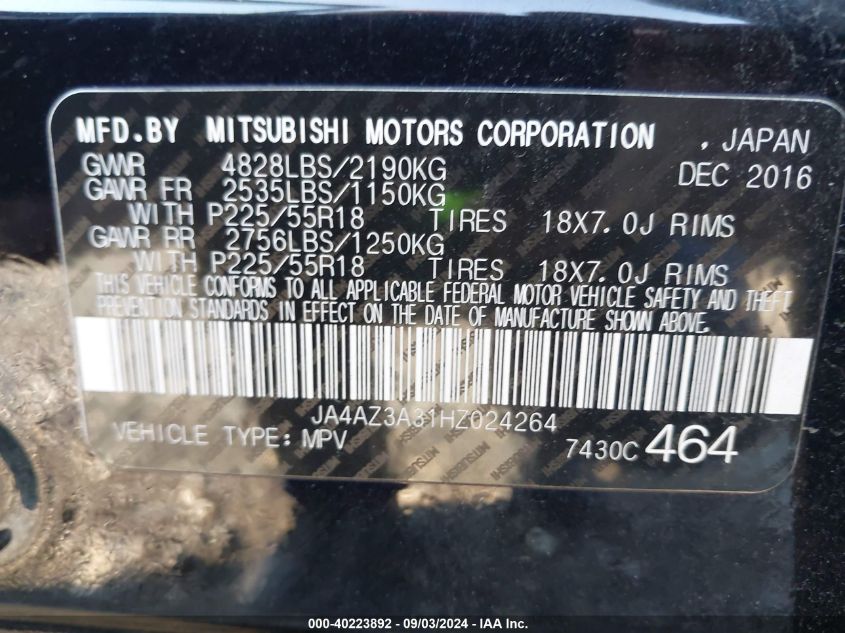 MFD.BY MITSUBISHI MOTORS CORPORATION , JAPAN
GVWR 4828LBS/2190KG DEC 2016
GAWR FR 2535LBS/1150KG
WITH P225/55R18 TIRES 18X7.0J RIMS
GAWR RR 2756LBS/1250KG
WITH P225/55R18 TIRES 18X7.0J RIMS
THIS VEHICLE CONFORMS TO ALL APPLICABLE FEDERAL MOTOR VEHICLE SAFETY AND THEFT
PREVENTION STANDARDS IN EFFECT ON THE DATE OF MANUFACTURE SHOWN ABOVE.
JA4AZ3A31HZ024264
VEHICLE TYPE: MPV 7430C 464
000-40223892 - 09/03/2024 - IAA Inc.